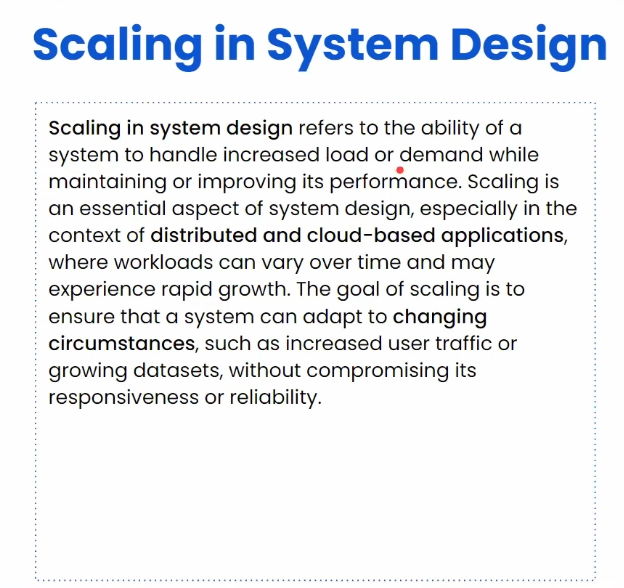 Scaling in System Design
Scaling in system design refers to the ability of a
system to handle increased load or demand while
maintaining or improving its performance. Scaling is
an essential aspect of system design, especially in the
context of distributed and cloud-based applications,
where workloads can vary over time and may
experience rapid growth. The goal of scaling is to
ensure that a system can adapt to changing
circumstances, such as increased user traffic or
growing datasets, without compromising its
responsiveness or reliability.